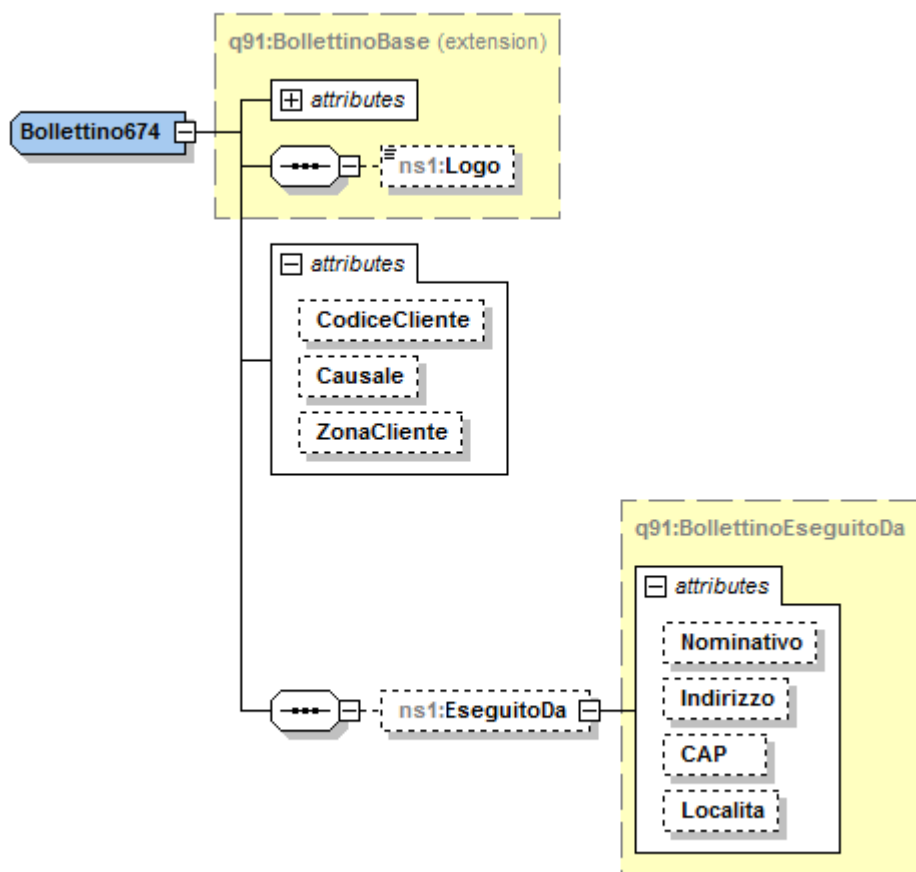 q91:BollettinoBase (extension)
attributes
Bollettino674
ns1:Logo
attributes
CodiceCliente
Causale
ZonaCliente
q91:BollettinoEseguitoDa
attributes
Nominativo
Indirizzo
ns1:EseguitoDa
CAP
Localita